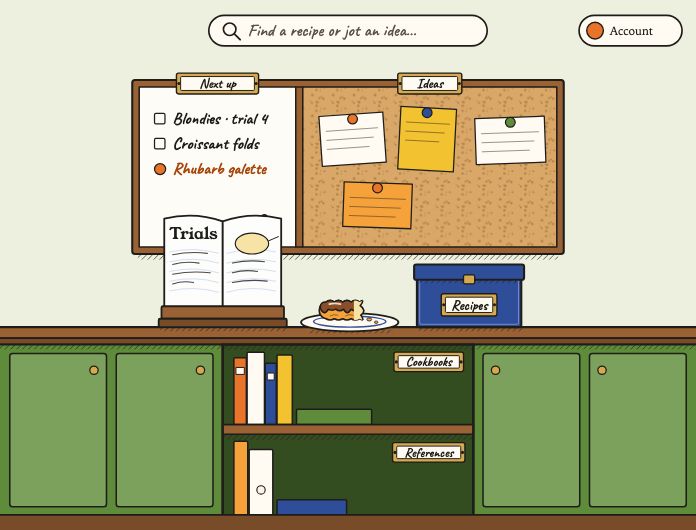 Find a recipe or jot an idea...
Account
Next up
Ideas
Blondies · trial 4
Croissant folds
Rhubarb galette
Trials
Recipes
Cookbooks
References